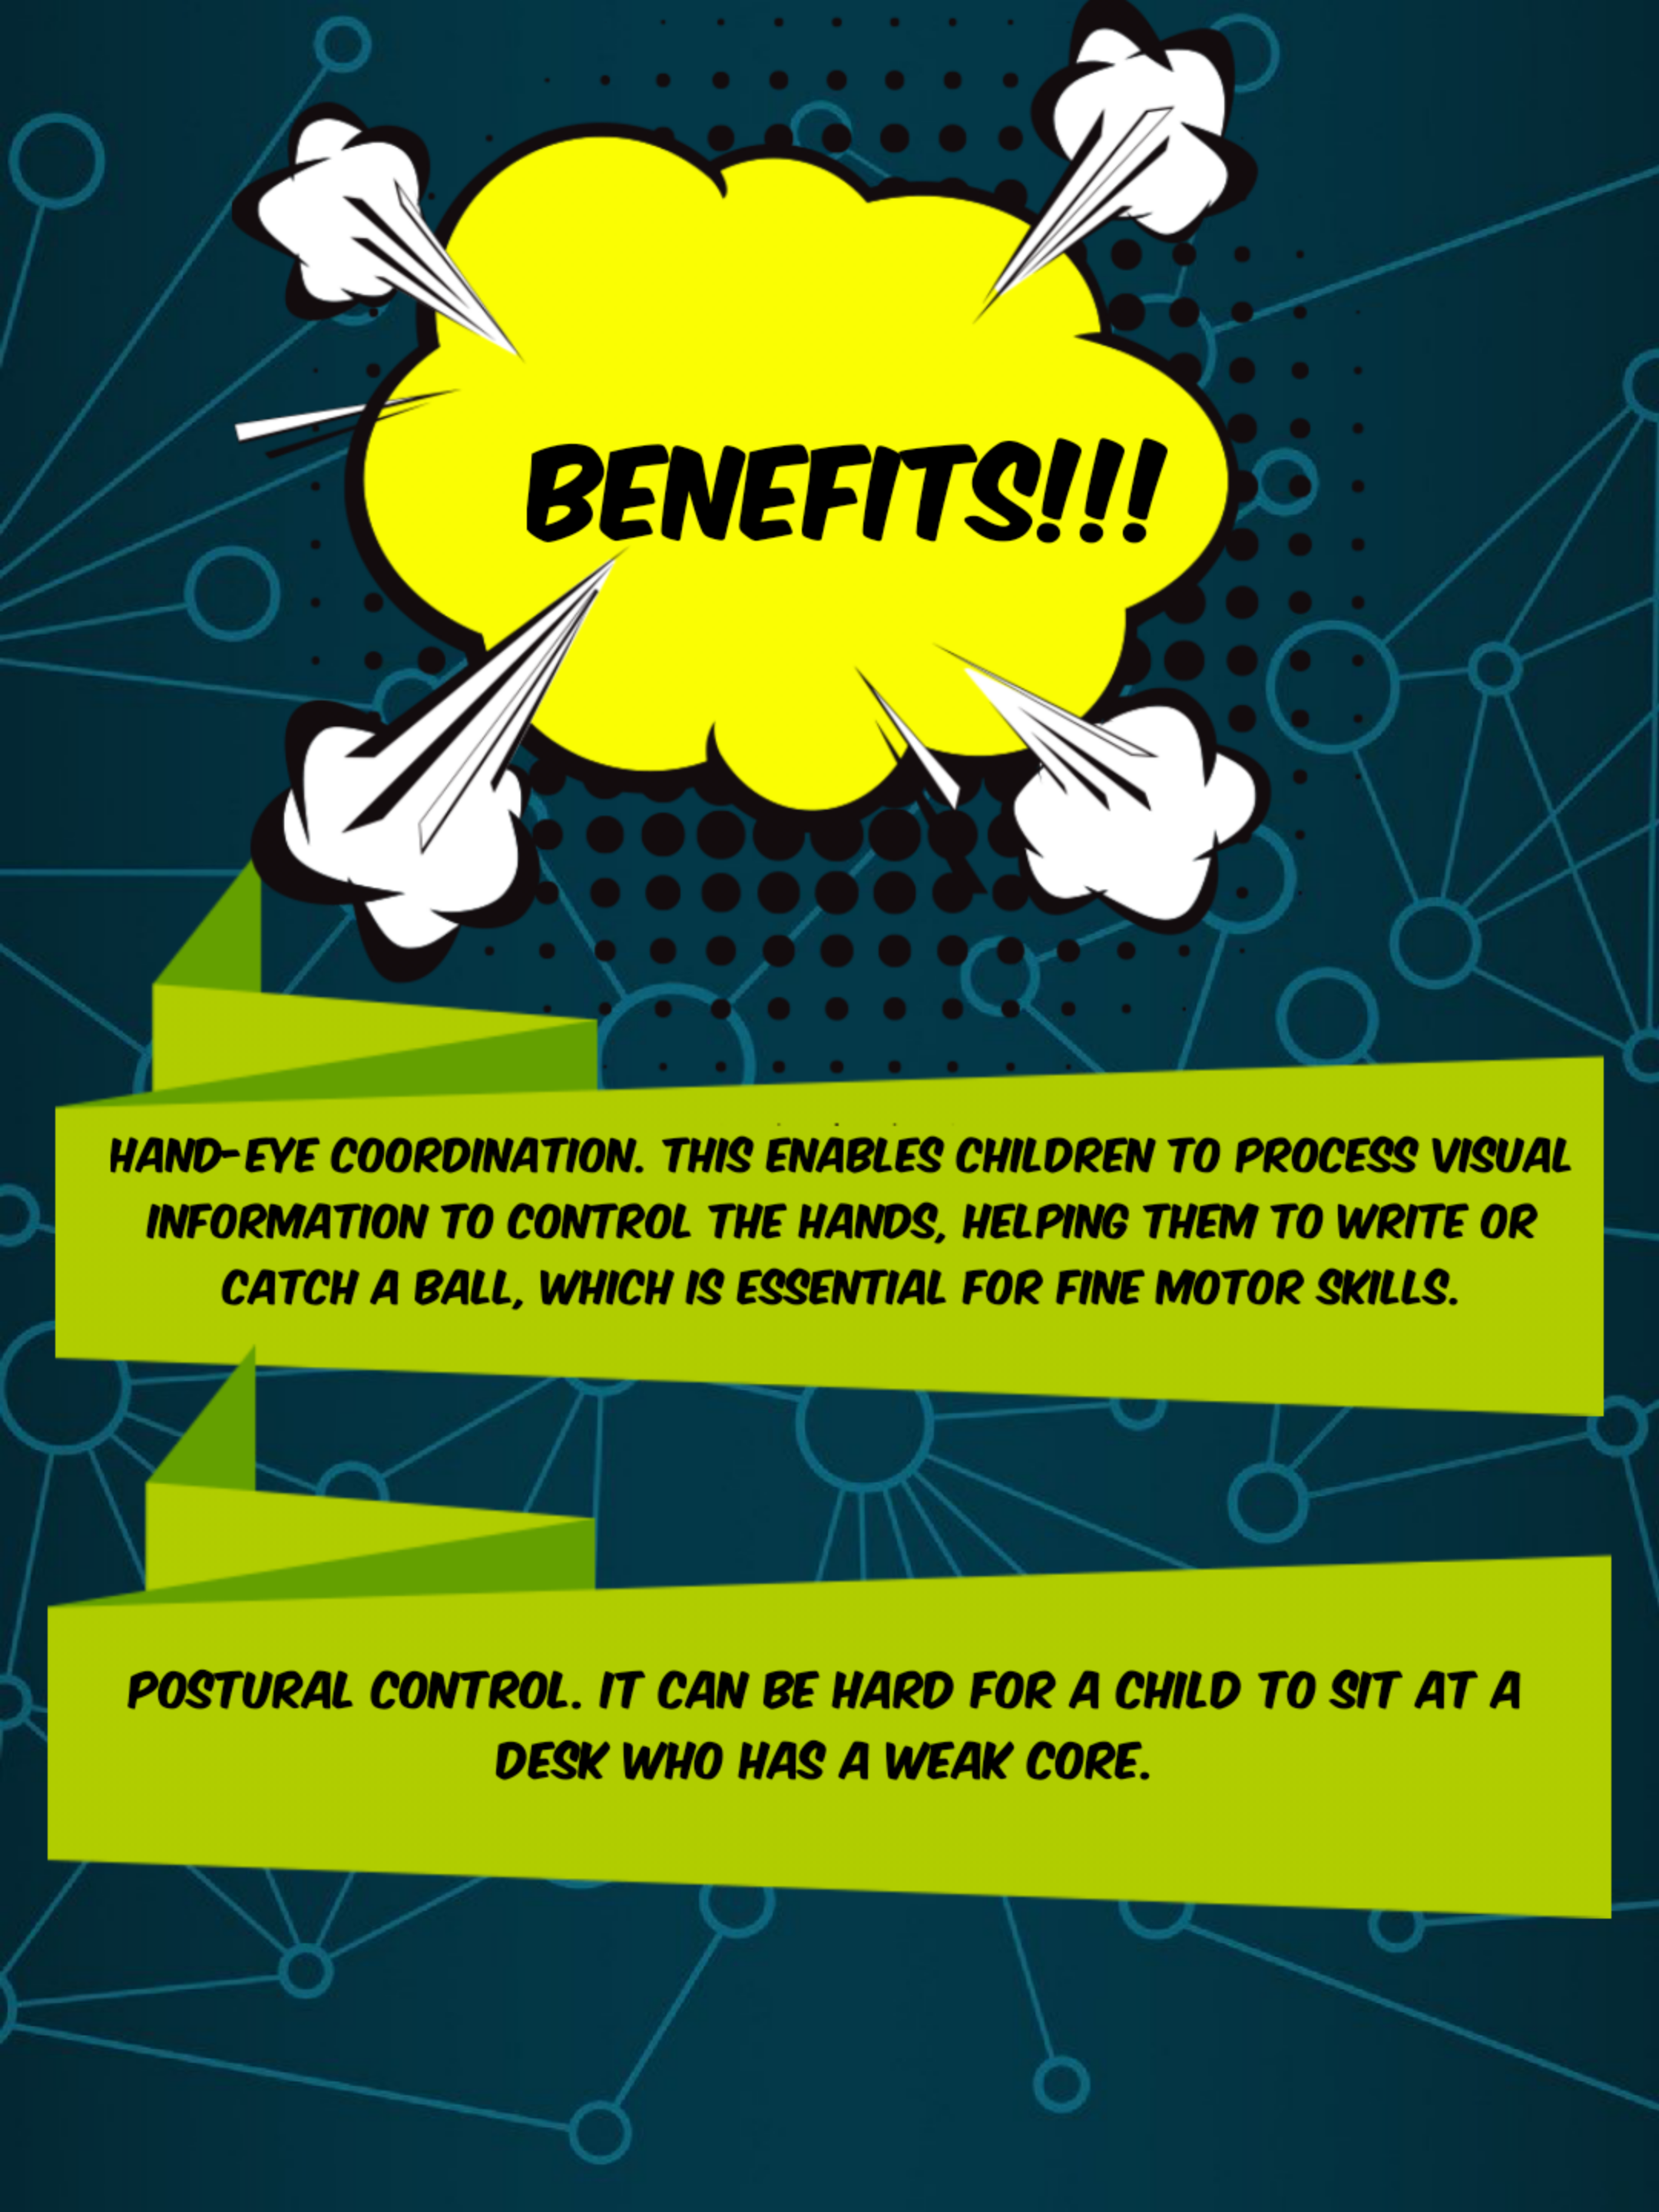 BENEFITS!!!
HAND-EYE COORDINATION. THIS ENABLES CHILDREN TO PROCESS VISUAL
INFORMATION TO CONTROL THE HANDS, HELPING THEM TO WRITE OR
CATCH A BALL, WHICH IS ESSENTIAL FOR FINE MOTOR SKILLS.
POSTURAL CONTROL. IT CAN BE HARD FOR A CHILD TO SIT AT A
DESK WHO HAS A WEAK CORE.